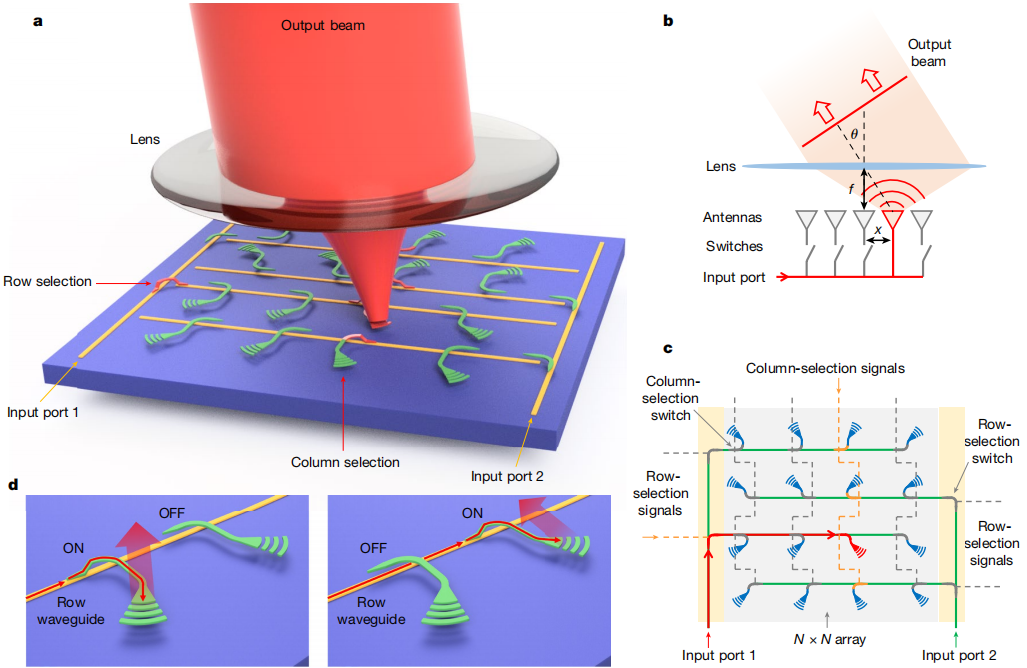 a
Output beam
Lens
Row selection
Input port 1
Column selection
Input port 2
b
Output
beam
θ
Lens
f
Antennas
x
Switches
Input port
c
Column-selection signals
Column-
selection
switch
Row-
selection
switch
Row-
selection
signals
Row-
selection
signals
N × N array
Input port 1
Input port 2
d
OFF
ON
Row
waveguide
ON
OFF
Row
waveguide